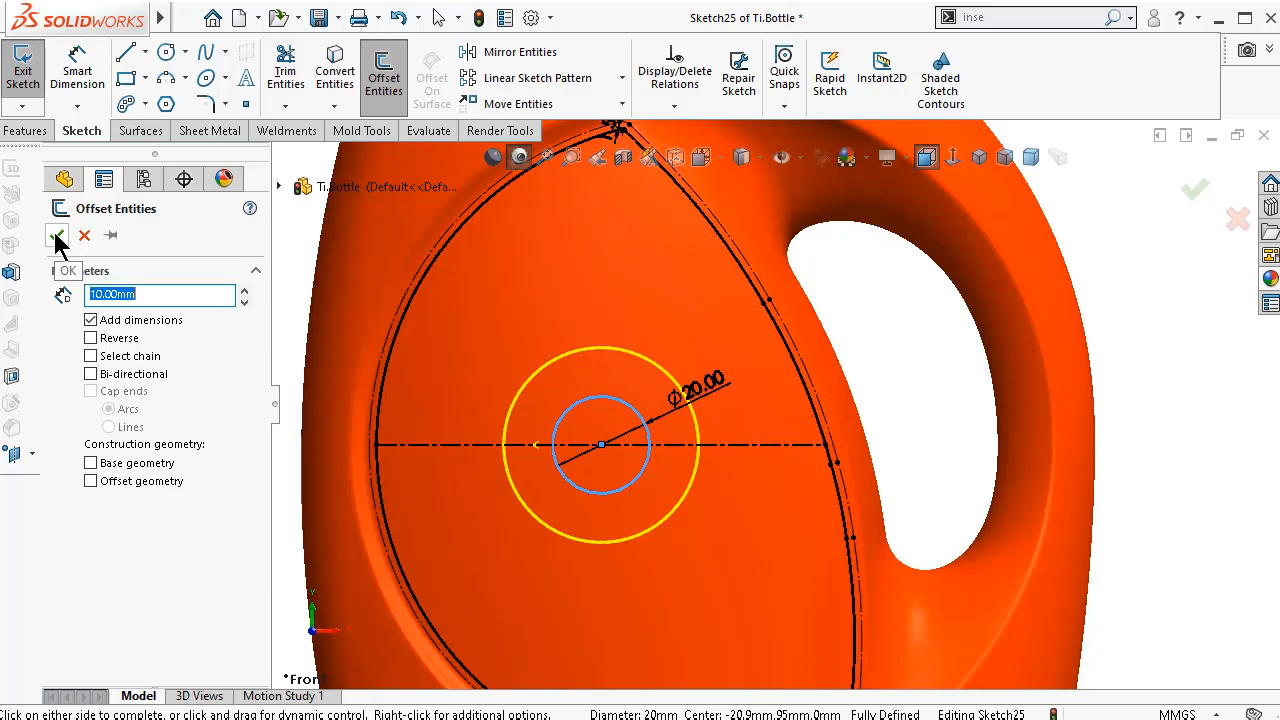 SOLIDWORKS
Sketch23 of Ti.Bottle *
inse
Exit Sketch
Smart Dimension
Trim Entities
Convert Entities
Offset Entities
Offset On Surface
Mirror Entities
Linear Sketch Pattern
Move Entities
Display/Delete Relations
Repair Sketch
Quick Snaps
Rapid Sketch
Instant2D
Shaded Sketch Contours
Features
Sketch
Surfaces
Sheet Metal
Weldments
Mold Tools
Evaluate
Render Tools
3D
Ti.Bottle (Default<<Defa...
Offset Entities
OK
meters
10.00mm
Add dimensions
Reverse
Select chain
Bi-directional
Cap ends
Arcs
Lines
Construction geometry:
Base geometry
Offset geometry
Φ20.00
Y
X
*Fron
Model
3D Views
Motion Study 1
Click on either side to complete, or click and drag for dynamic control. Right-click for additional options.
Diameter: 20mm Center: -20.9mm,95mm,0mm
Fully Defined
Editing Sketch25
MMGS